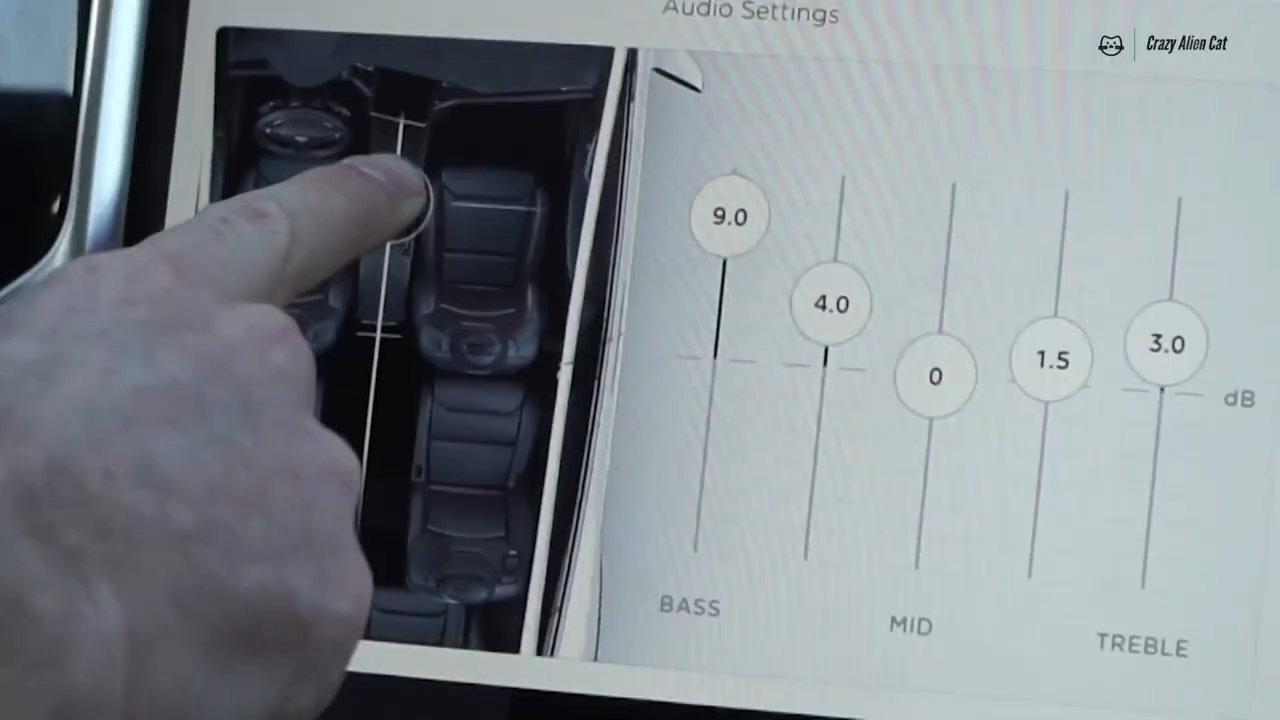 Audio Settings
Crazy Alien Cat
9.0
4.0
0
1.5
3.0
dB
BASS
MID
TREBLE